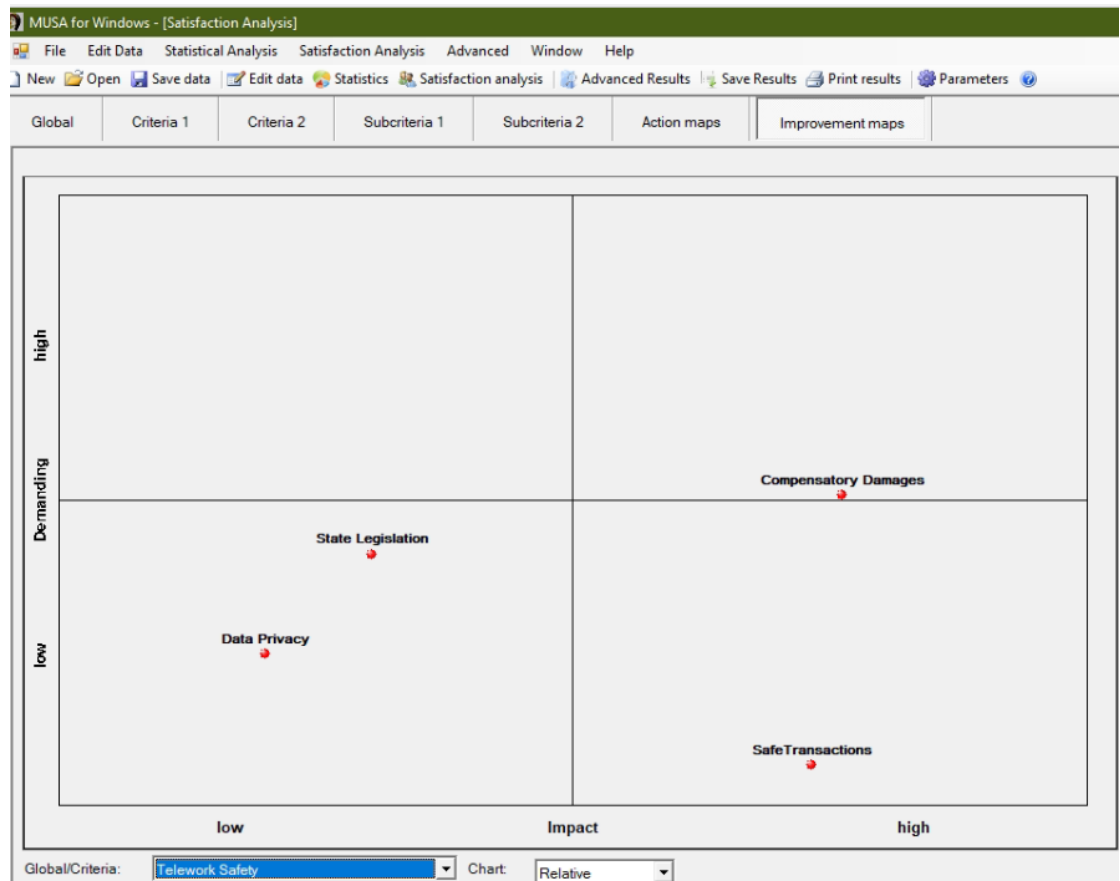 MUSA for Windows - [Satisfaction Analysis]
File Edit Data Statistical Analysis Satisfaction Analysis Advanced Window Help
New Open Save data Edit data Statistics Satisfaction analysis Advanced Results Save Results Print results Parameters
Global Criteria 1 Criteria 2 Subcriteria 1 Subcriteria 2 Action maps Improvement maps
high
Demanding
low
Compensatory Damages
State Legislation
Data Privacy
SafeTransactions
low Impact high
Global/Criteria: Telework Safety Chart: Relative